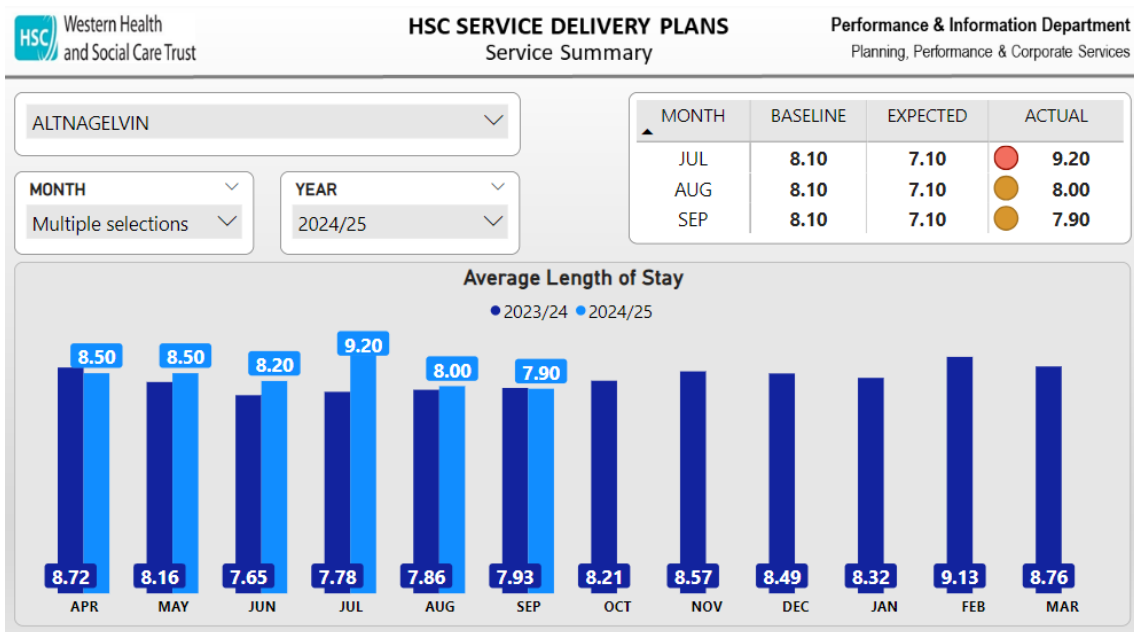 HSC
Western Health
and Social Care Trust
HSC SERVICE DELIVERY PLANS
Service Summary
Performance & Information Department
Planning, Performance & Corporate Services
ALTNAGELVIN
MONTH
Multiple selections
YEAR
2024/25
MONTH BASELINE EXPECTED ACTUAL
JUL 8.10 7.10 9.20
AUG 8.10 7.10 8.00
SEP 8.10 7.10 7.90
Average Length of Stay
2023/24 2024/25
8.50 8.50 8.20 9.20 8.00 7.90
8.72 8.16 7.65 7.78 7.86 7.93 8.21 8.57 8.49 8.32 9.13 8.76
APR MAY JUN JUL AUG SEP OCT NOV DEC JAN FEB MAR